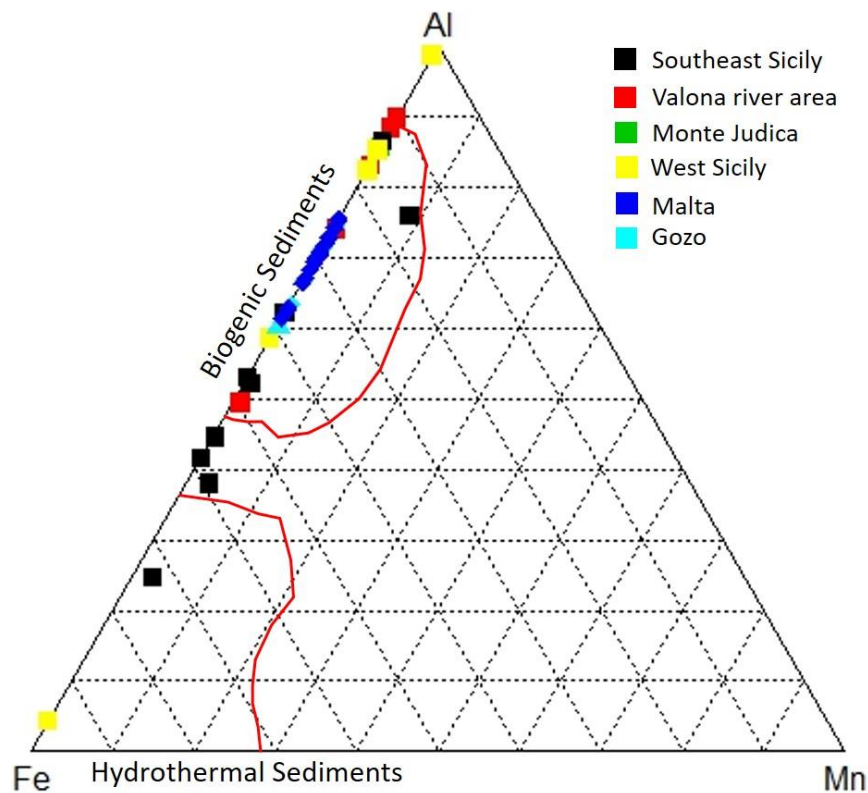 Al
Southeast Sicily
Valona river area
Monte Judica
West Sicily
Malta
Gozo
Biogenic Sediments
Fe
Hydrothermal Sediments
Mn